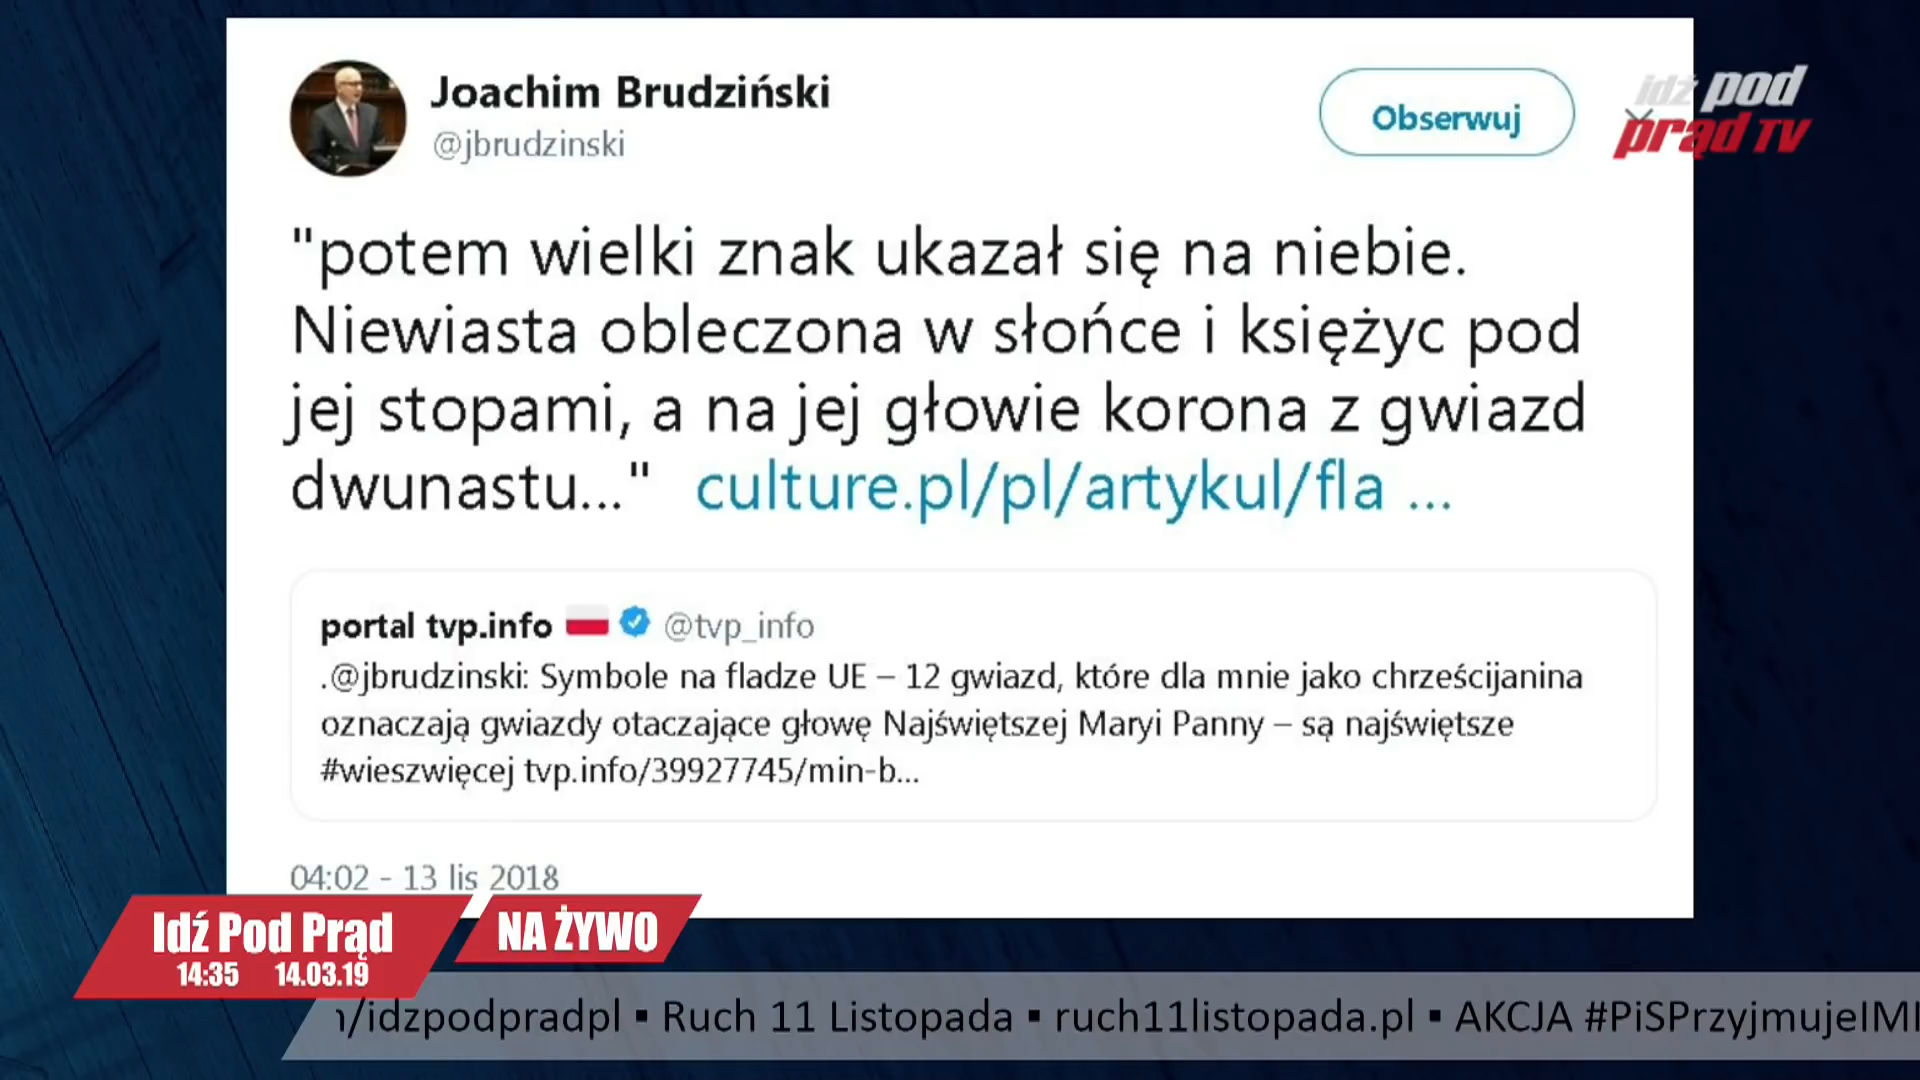 Joachim Brudziński
@jbrudzinski
Obserwuj
idź pod
prąd TV
"potem wielki znak ukazał się na niebie.
Niewiasta obleczona w słońce i księżyc pod
jej stopami, a na jej głowie korona z gwiazd
dwunastu..." culture.pl/pl/artykul/fla ...
portal tvp.info @tvp_info
.@jbrudzinski: Symbole na fladze UE – 12 gwiazd, które dla mnie jako chrześcijanina
oznaczają gwiazdy otaczające głowę Najświętszej Maryi Panny – są najświętsze
#wieszwięcej tvp.info/39927745/min-b...
04:02 - 13 lis 2018
Idź Pod Prąd
NA ŻYWO
14:35 14.03.19
/idzpodpradpl ▪ Ruch 11 Listopada ▪ ruch11listopada.pl ▪ AKCJA #PiSPrzyjmujeIMI